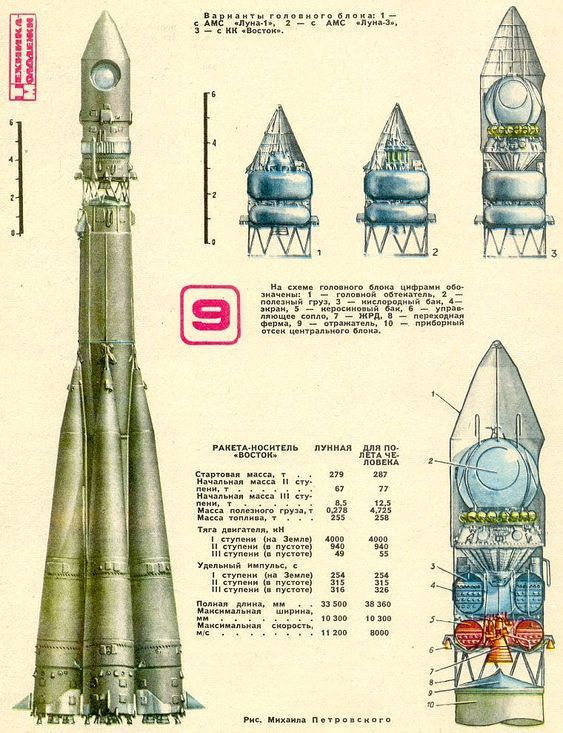 Техника-
Молодежи
Варианты головного блока: 1 —
с АМС «Луна-1», 2 — с АМС «Луна-3»,
3 — с КК «Восток».
6
4
2
0
6
4
2
0
1
2
3
9
На схеме головного блока цифрами обо-
значены: 1 — головной обтекатель, 2 —
полезный груз, 3 — кислородный бак, 4—
экран, 5 — керосиновый бак, 6 — управ-
ляющее сопло, 7 — ЖРД, 8 — переходная
ферма, 9 — отражатель, 10 — приборный
отсек центрального блока.
РАКЕТА-НОСИТЕЛЬ «ВОСТОК» ЛУННАЯ ДЛЯ ПО-
ЛЕТА ЧЕ-
ЛОВЕКА
Стартовая масса, т . . . 279 287
Начальная масса II сту-
пени, т . . . . . . . 67 77
Начальная масса III сту-
пени, т . . . . . . . 8,5 12,5
Масса полезного груза, т 0,278 4,725
Масса топлива, т . . . 255 258
Тяга двигателя, кН
I ступени (на Земле) 4000 4000
II ступени (в пустоте) 940 940
III ступени (в пустоте) 49 55
Удельный импульс, с
I ступени (на Земле) 254 254
II ступени (в пустоте) 315 315
III ступени (в пустоте) 316 326
Полная длина, мм . . 33 500 38 360
Максимальная ширина,
мм . . . . . . . . 10 300 10 300
Максимальная скорость,
м/с . . . . . . . . 11 200 8000
1
2
3
4
5
6
7
8
9
10
Рис. Михаила Петровского